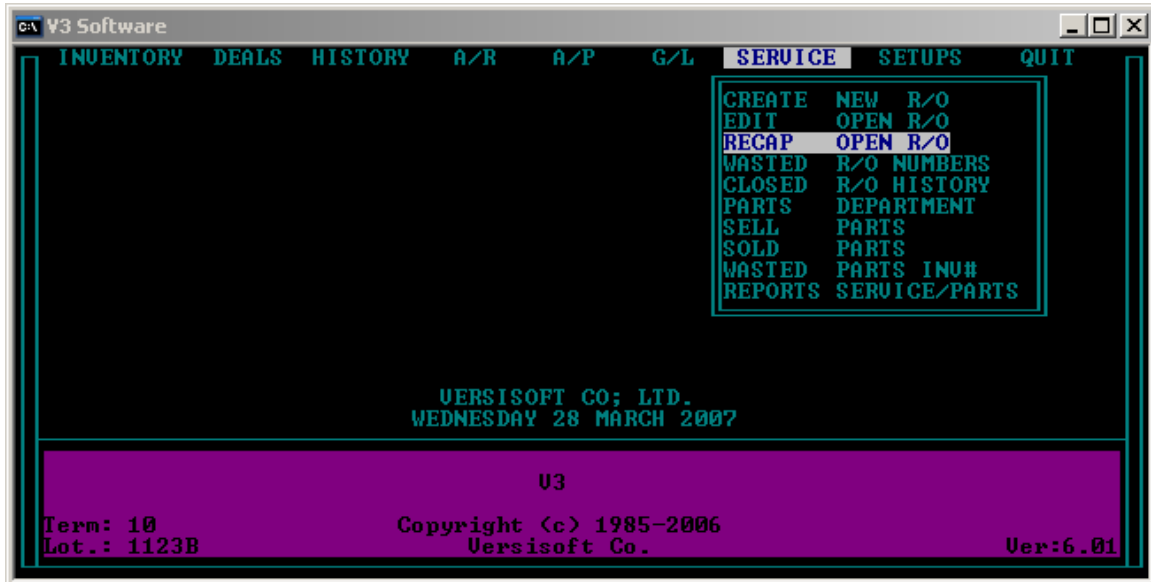 V3 Software
INVENTORY DEALS HISTORY A/R A/P G/L SERVICE SETUPS QUIT
CREATE NEW R/O
EDIT OPEN R/O
RECAP OPEN R/O
WASTED R/O NUMBERS
CLOSED R/O HISTORY
PARTS DEPARTMENT
SELL PARTS
SOLD PARTS
WASTED PARTS INV#
REPORTS SERVICE/PARTS
VERSISOFT CO; LTD.
WEDNESDAY 28 MARCH 2007
V3
Term: 10 Copyright (c) 1985-2006
Lot.: 1123B Versisoft Co. Ver:6.01